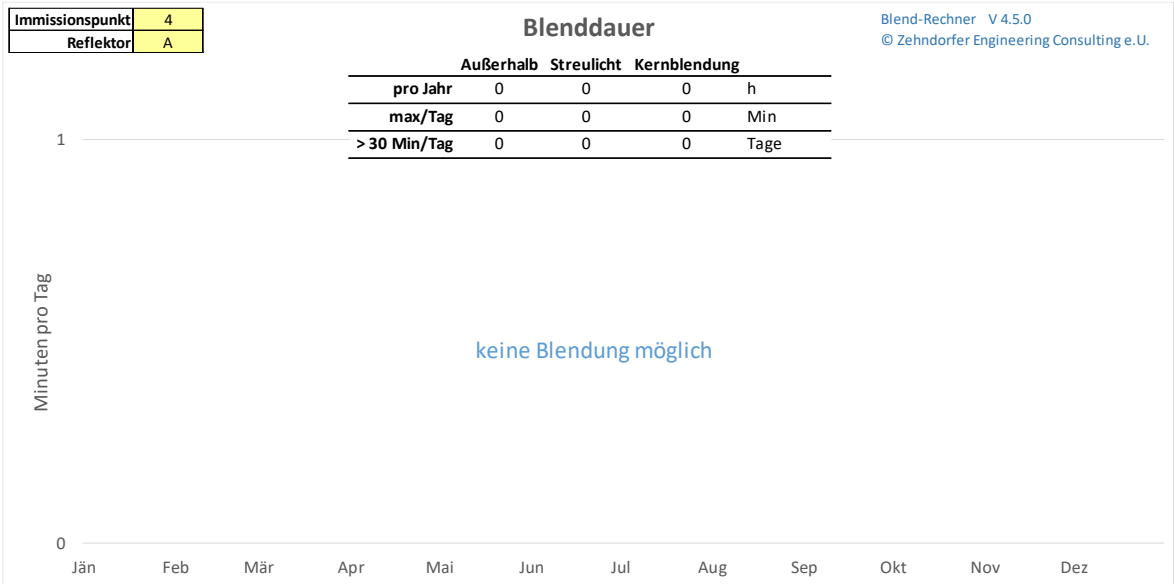 Immissionspunkt 4
Reflektor A
Blenddauer
Blend-Rechner V 4.5.0
© Zehndorfer Engineering Consulting e.U.
Außerhalb Streulicht Kernblendung
pro Jahr 0 0 0 h
max/Tag 0 0 0 Min
> 30 Min/Tag 0 0 0 Tage
1
Minuten pro Tag
keine Blendung möglich
0
Jän Feb Mär Apr Mai Jun Jul Aug Sep Okt Nov Dez